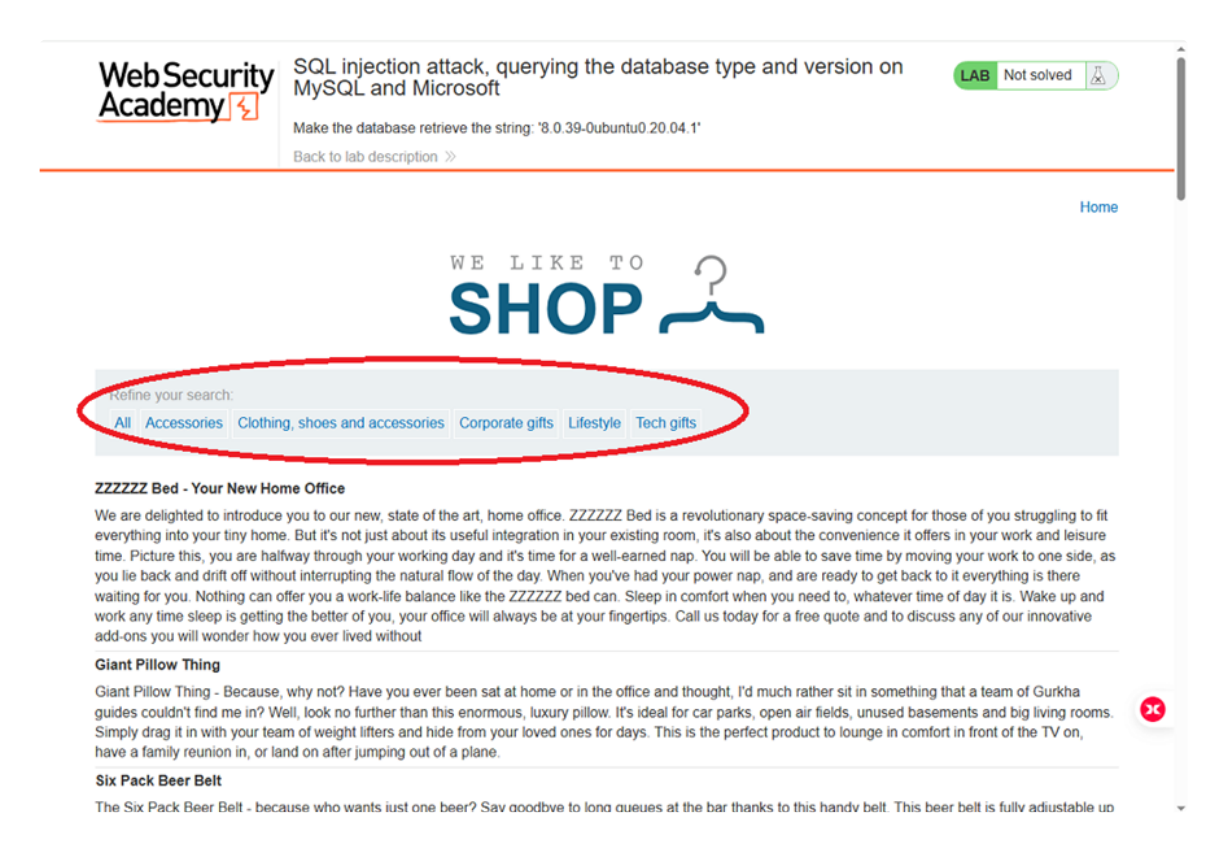 Web Security
Academy
SQL injection attack, querying the database type and version on
MySQL and Microsoft
LAB Not solved
Make the database retrieve the string: '8.0.39-0ubuntu0.20.04.1'
Back to lab description »
Home
WE LIKE TO
SHOP
Refine your search:
All Accessories Clothing, shoes and accessories Corporate gifts Lifestyle Tech gifts
ZZZZZZ Bed - Your New Home Office
We are delighted to introduce you to our new, state of the art, home office. ZZZZZZ Bed is a revolutionary space-saving concept for those of you struggling to fit
everything into your tiny home. But it's not just about its useful integration in your existing room, it's also about the convenience it offers in your work and leisure
time. Picture this, you are halfway through your working day and it's time for a well-earned nap. You will be able to save time by moving your work to one side, as
you lie back and drift off without interrupting the natural flow of the day. When you've had your power nap, and are ready to get back to it everything is there
waiting for you. Nothing can offer you a work-life balance like the ZZZZZZ bed can. Sleep in comfort when you need to, whatever time of day it is. Wake up and
work any time sleep is getting the better of you, your office will always be at your fingertips. Call us today for a free quote and to discuss any of our innovative
add-ons you will wonder how you ever lived without
Giant Pillow Thing
Giant Pillow Thing - Because, why not? Have you ever been sat at home or in the office and thought, I'd much rather sit in something that a team of Gurkha
guides couldn't find me in? Well, look no further than this enormous, luxury pillow. It's ideal for car parks, open air fields, unused basements and big living rooms.
Simply drag it in with your team of weight lifters and hide from your loved ones for days. This is the perfect product to lounge in comfort in front of the TV on,
have a family reunion in, or land on after jumping out of a plane.
Six Pack Beer Belt
The Six Pack Beer Belt - because who wants just one beer? Say goodbye to long queues at the bar thanks to this handy belt. This beer belt is fully adjustable up